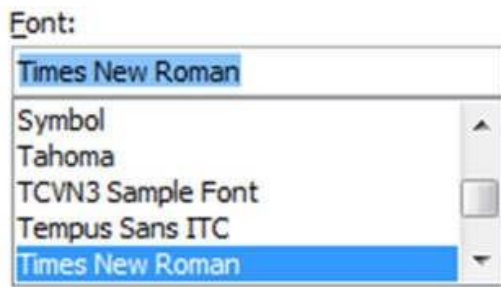 Font:
Times New Roman
Symbol
Tahoma
TCVN3 Sample Font
Tempus Sans ITC
Times New Roman